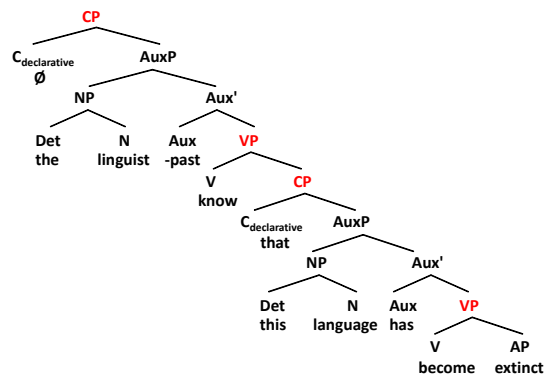 CP
C declarative AuxP
Ø
NP Aux'
Det N Aux VP
the linguist -past
V CP
know
C declarative AuxP
that
NP Aux'
Det N Aux VP
this language has
V AP
become extinct